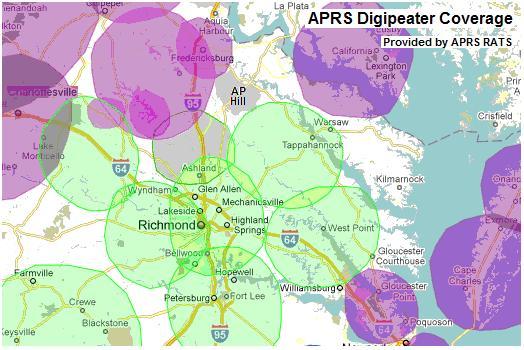 La Plata
APRS Digipeater Coverage
Provided by APRS RATS
Culpeper
Shenandoah
Aquia
Harbour
Fredericksburg
California
Lexington
Park
95
AP
Hill
Charlottesville
Crisfield
Warsaw
Tappahannock
Lake
Monticello
64
Ashland
Kilmarnock
Wyndham
Glen Allen
Lakeside
Mechanicsville
Richmond
Highland
Springs
64
West Point
Exmore
Bellwood
Gloucester
Courthouse
Farmville
Hopewell
Williamsburg
Gloucester
Point
Cape
Charles
Petersburg
Fort Lee
Crewe
Blackstone
Keysville
95
64
Poquoson